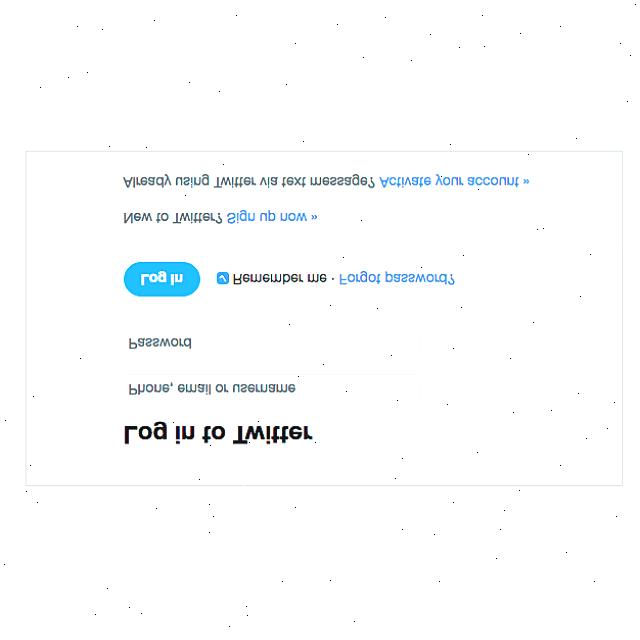 Log in to Twitter
Phone, email or username
Password
Log in Remember me · Forgot password?
New to Twitter? Sign up now »
Already using Twitter via text message? Activate your account »